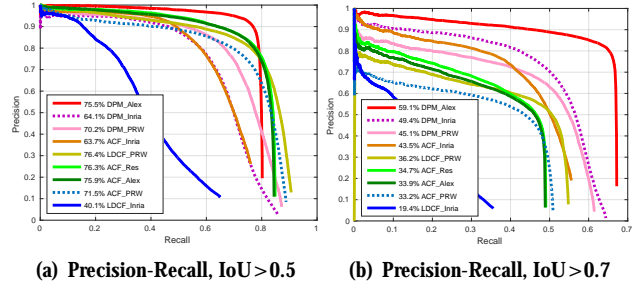 1
0.9
0.8
0.7
0.6
0.5
0.4
0.3
0.2
0.1
0
Precision
75.5% DPM_Alex
64.1% DPM_Inria
70.2% DPM_PRW
63.7% ACF_Inria
76.4% LDCF_PRW
76.3% ACF_Res
75.9% ACF_Alex
71.5% ACF_PRW
40.1% LDCF_Inria
0 0.2 0.4 0.6 0.8 1
Recall
(a) Precision-Recall, IoU>0.5
1
0.9
0.8
0.7
0.6
0.5
0.4
0.3
0.2
0.1
0
Precision
59.1% DPM_Alex
49.4% DPM_Inria
45.1% DPM_PRW
43.5% ACF_Inria
36.2% LDCF_PRW
34.7% ACF_Res
33.9% ACF_Alex
33.2% ACF_PRW
19.4% LDCF_Inria
0 0.1 0.2 0.3 0.4 0.5 0.6 0.7
Recall
(b) Precision-Recall, IoU>0.7